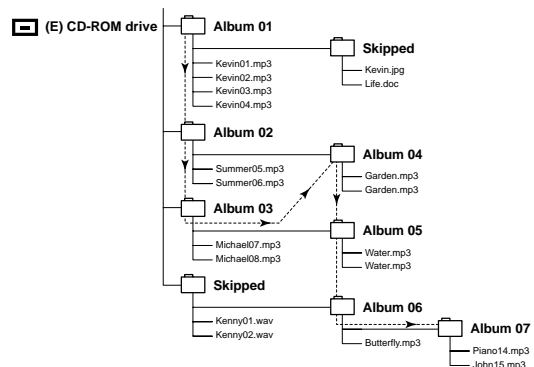 (E) CD-ROM drive
Album 01
Kevin01.mp3
Kevin02.mp3
Kevin03.mp3
Kevin04.mp3
Skipped
Kevin.jpg
Life.doc
Album 02
Summer05.mp3
Summer06.mp3
Album 04
Garden.mp3
Garden.mp3
Album 03
Michael07.mp3
Michael08.mp3
Album 05
Water.mp3
Water.mp3
Skipped
Kenny01.wav
Kenny02.wav
Album 06
Butterfly.mp3
Album 07
Piano14.mp3
John15.mp3